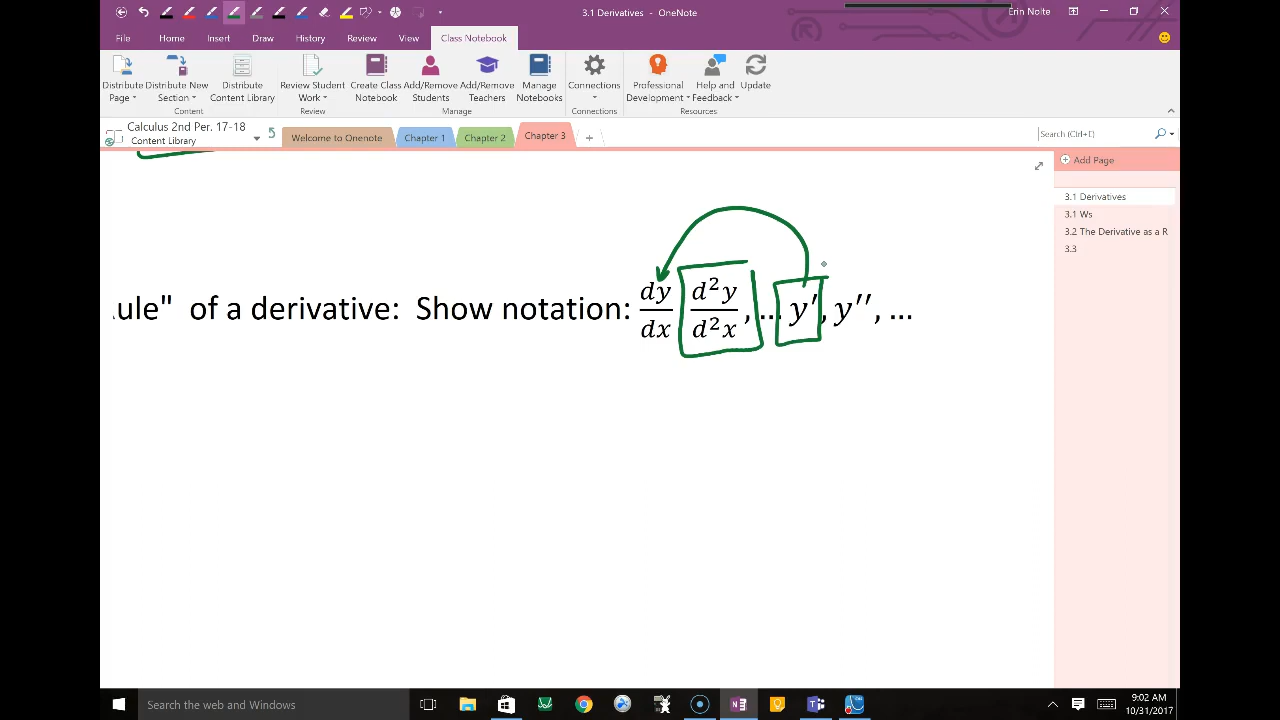 3.1 Derivatives - OneNote
Erin Nolte
File Home Insert Draw History Review View Class Notebook
Distribute Page
Distribute New Section
Distribute Content Library
Review Student Work
Create Class Notebook
Add/Remove Students
Add/Remove Teachers
Manage Notebooks
Connections
Professional Development
Help and Feedback
Update
Content Review Manage Connections Resources
Calculus 2nd Per. 17-18
Content Library
Welcome to Onenote Chapter 1 Chapter 2 Chapter 3
Search (Ctrl+E)
Add Page
3.1 Derivatives
3.1 Ws
3.2 The Derivative as a R
3.3
ule" of a derivative: Show notation: dy/dx d²y/d²x, ... y′, y′′, ...
Search the web and Windows
9:02 AM
10/31/2017